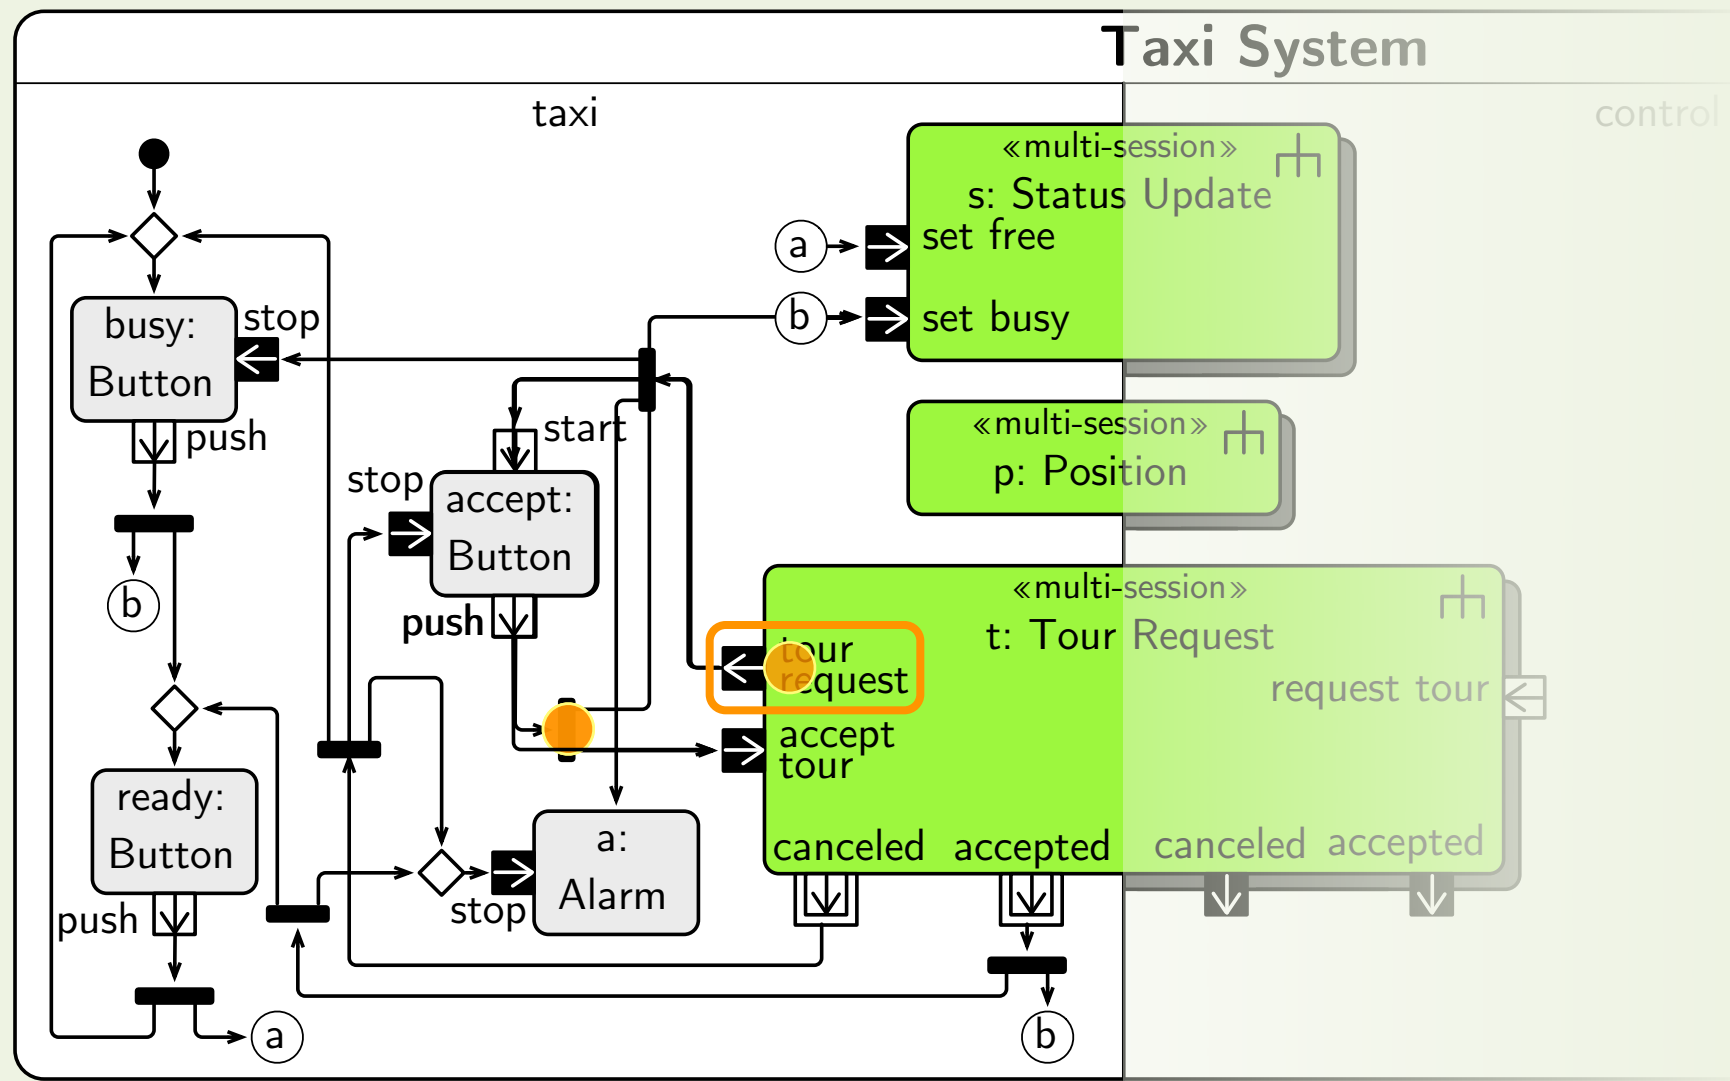 Taxi System
taxi
control
«multi-session»
s: Status Update
set free
set busy
a
b
busy:
Button
stop
push
b
start
stop
accept:
Button
push
«multi-session»
p: Position
«multi-session»
t: Tour Request
tour
request
request tour
accept
tour
canceled
accepted
canceled
accepted
ready:
Button
push
a:
Alarm
stop
a
b